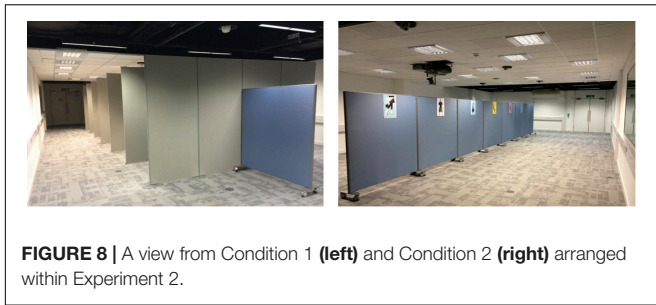 FIGURE 8 | A view from Condition 1 (left) and Condition 2 (right) arranged
within Experiment 2.